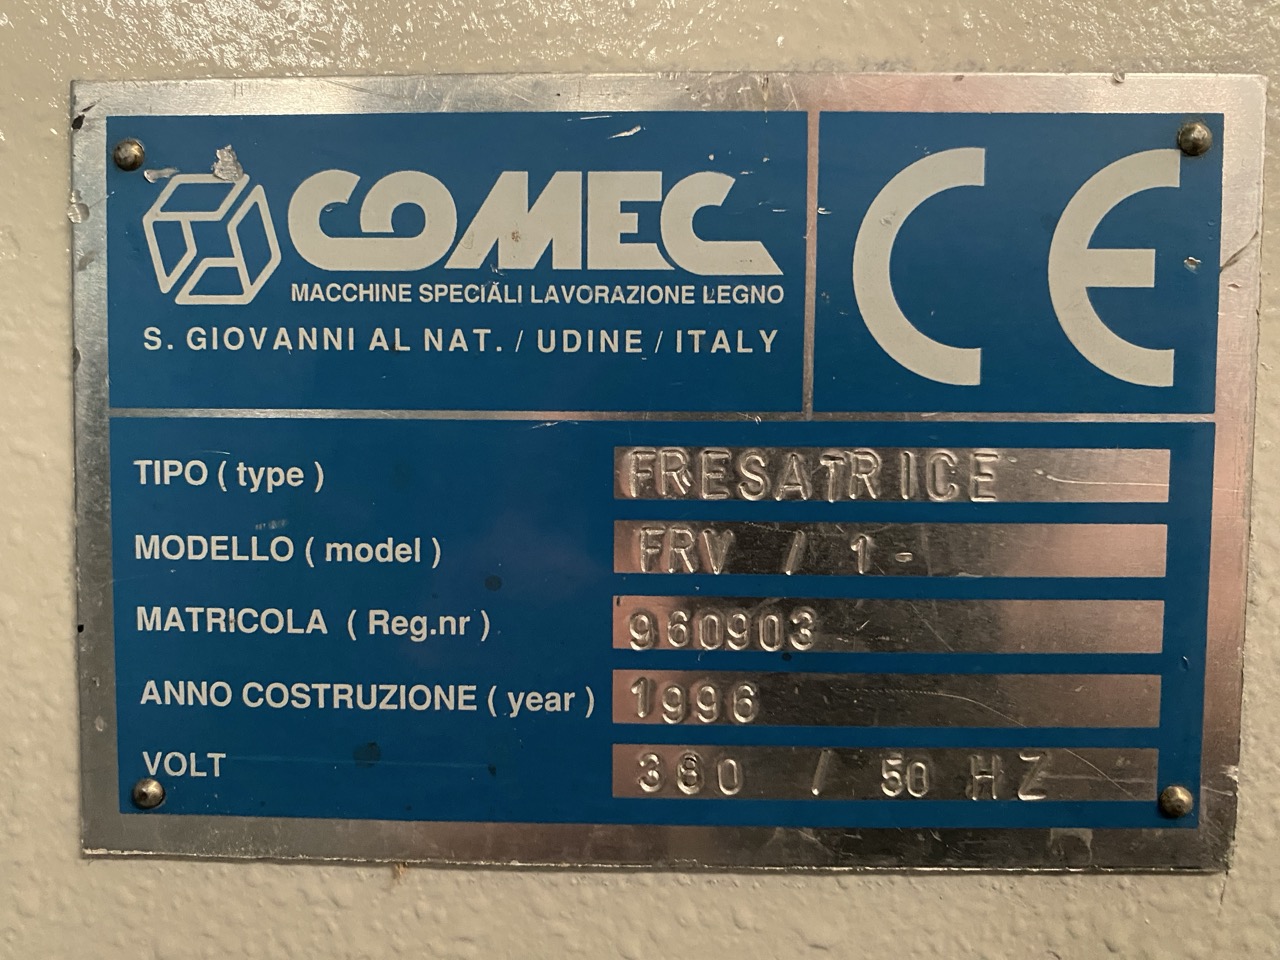 COMEC
MACCHINE SPECIALI LAVORAZIONE LEGNO
S. GIOVANNI AL NAT. / UDINE / ITALY
CE
TIPO ( type ) FRESATRICE
MODELLO ( model ) FRV / 1 -
MATRICOLA ( Reg.nr ) 960903
ANNO COSTRUZIONE ( year ) 1996
VOLT 380 / 50 HZ